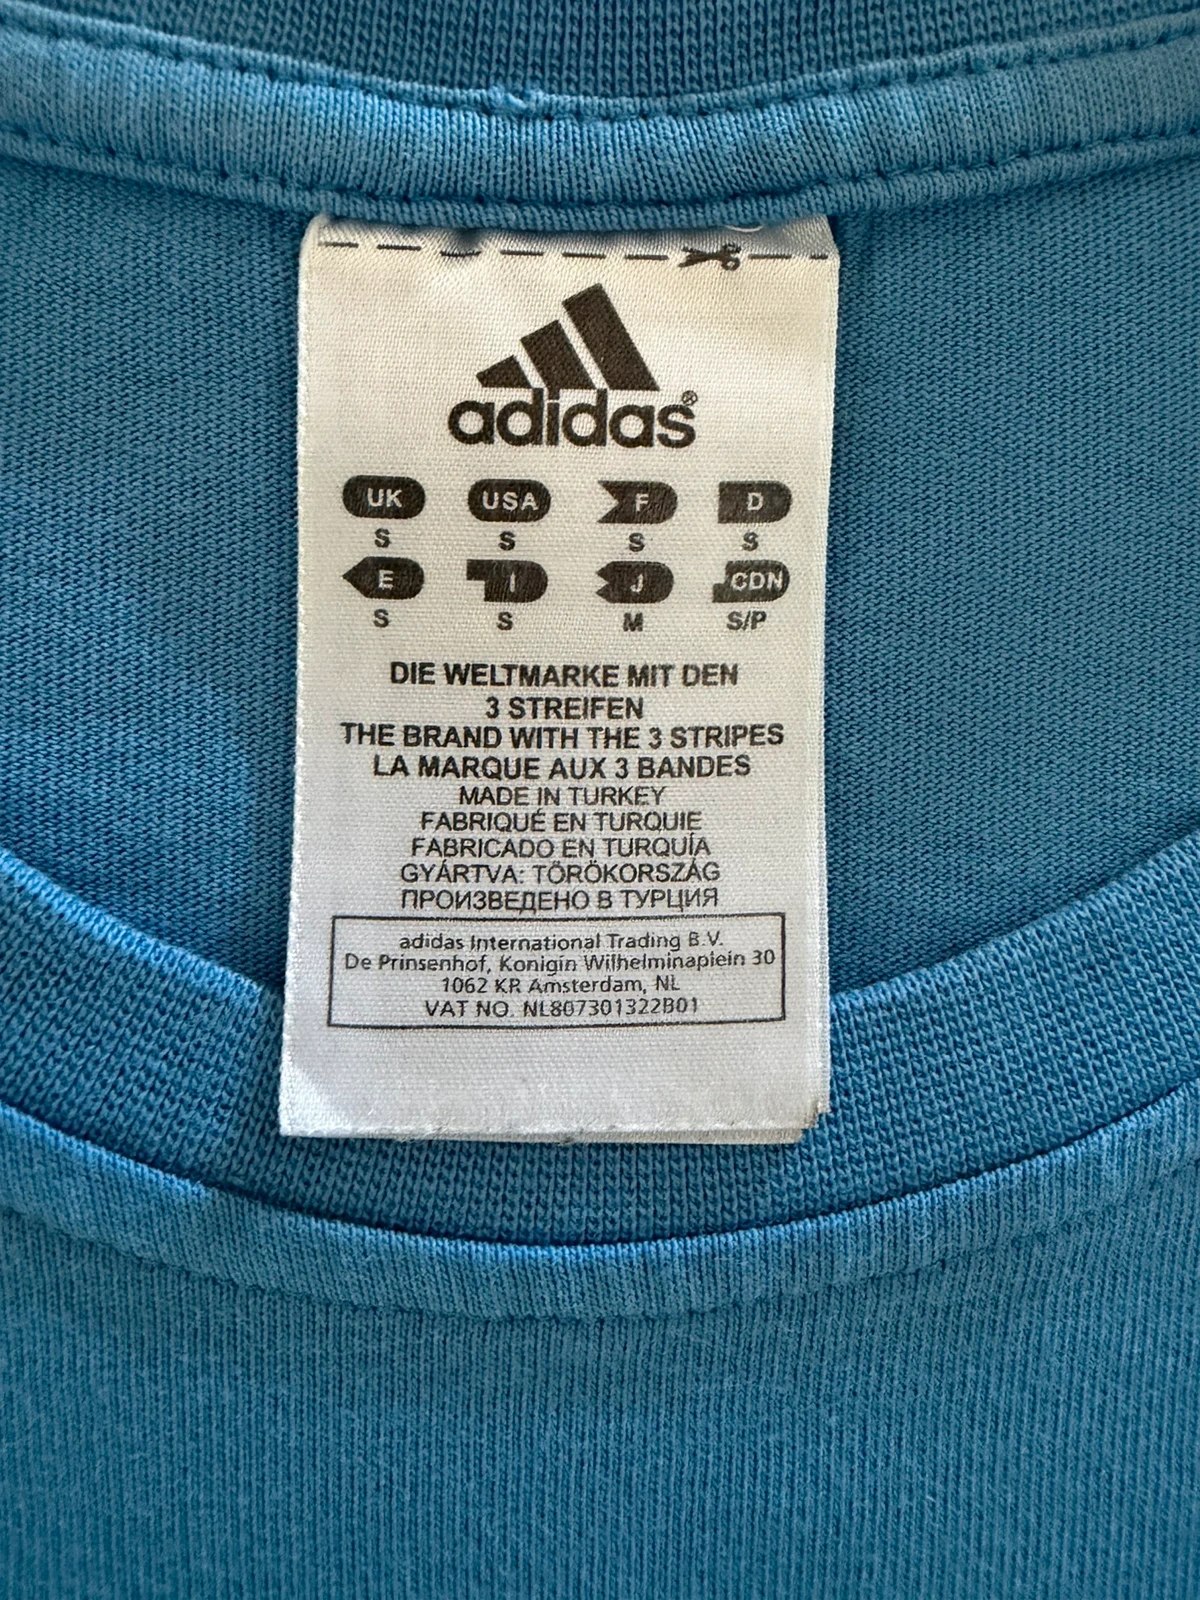 adidas®
UK USA F D
S S S S
E I J CDN
S S M S/P
DIE WELTMARKE MIT DEN
3 STREIFEN
THE BRAND WITH THE 3 STRIPES
LA MARQUE AUX 3 BANDES
MADE IN TURKEY
FABRIQUÉ EN TURQUIE
FABRICADO EN TURQUÍA
GYÁRTVA: TÖRÖKORSZÁG
ПРОИЗВЕДЕНО В ТУРЦИЯ
adidas International Trading B.V.
De Prinsenhof, Konigin Wilhelminaplein 30
1062 KR Amsterdam, NL
VAT NO. NL807301322B01